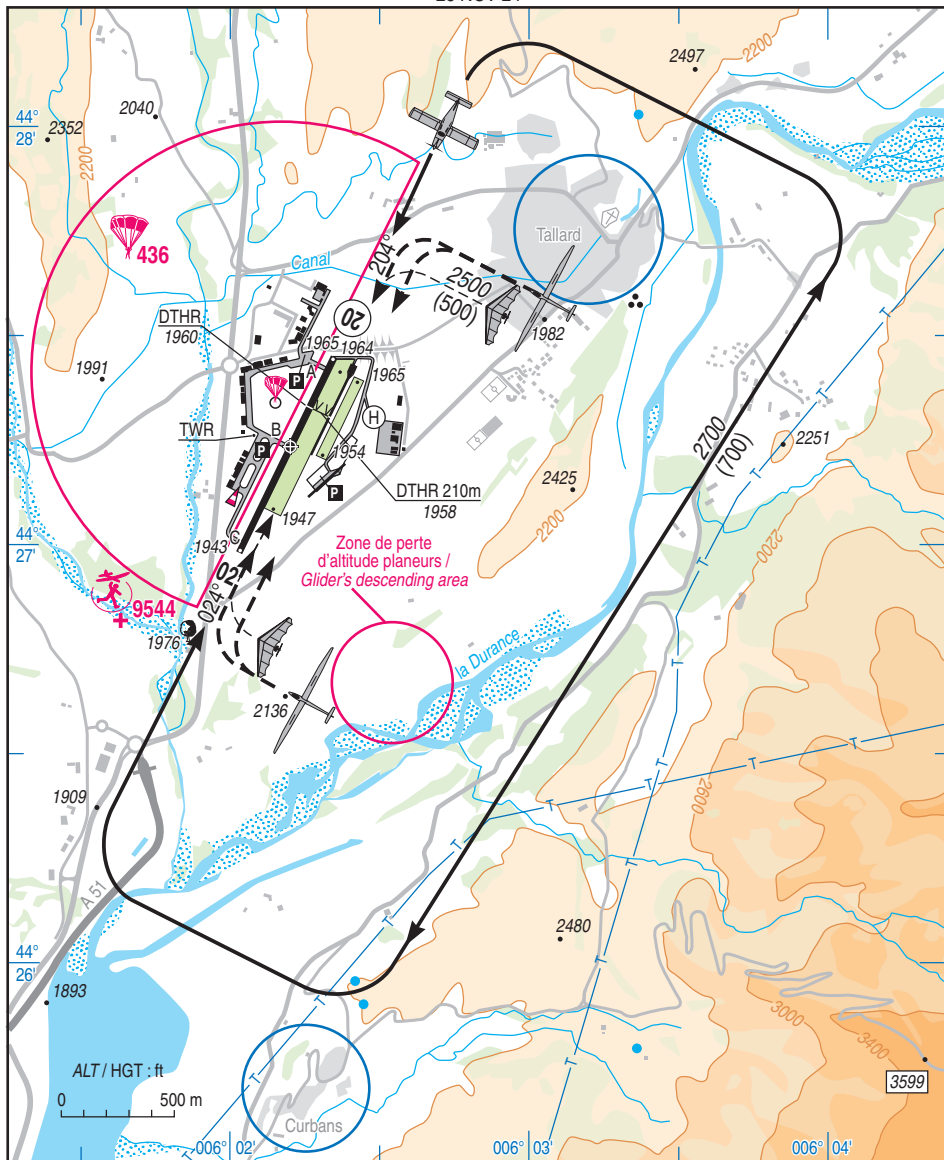 2497
2200
2040
44°
28'
2352
2200
436
Tallard
204°
Canal
2500
(500)
DTHR
1960
20
1982
1965
1964
A
P
1965
1991
H
TWR
B
P
1954
P
2700
(700)
2251
2425
DTHR 210m
1958
2200
2200
1947
1943
C
44°
27'
02
Zone de perte
d'altitude planeurs /
Glider's descending area
024°
9544
1976
la Durance
2136
T
T
T
T
T
T
T
T
T
T
T
1909
2600
A 51
2480
44°
26'
1893
3000
3400
ALT / HGT : ft
0 500 m
3599
Curbans
006° 02'
006° 03'
006° 04'